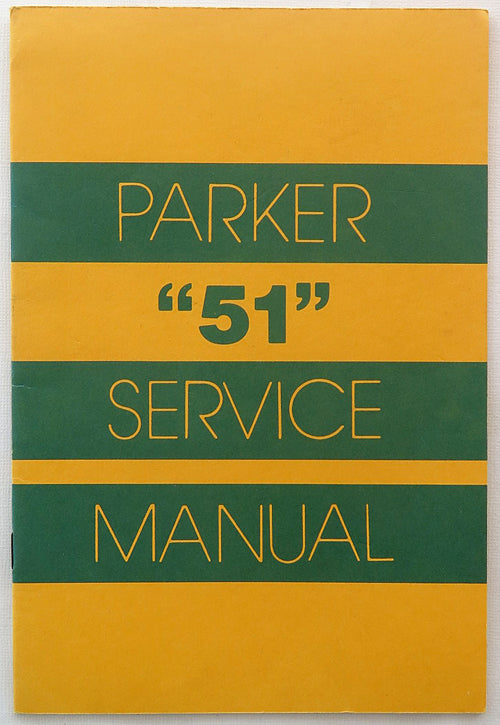 PARKER
“51”
SERVICE
MANUAL